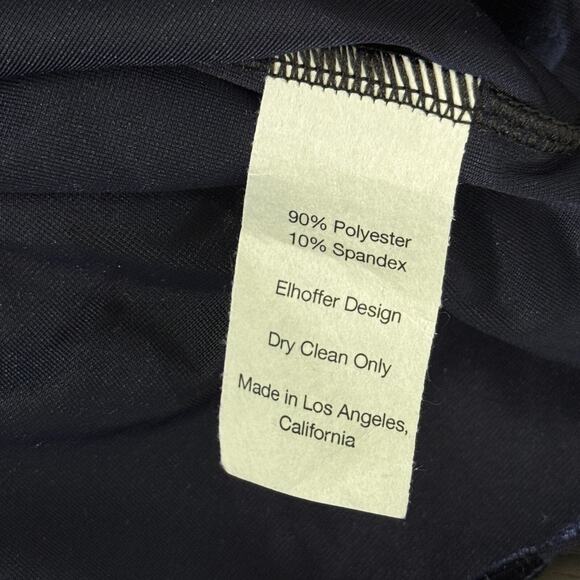 90% Polyester
10% Spandex
Elhoffer Design
Dry Clean Only
Made in Los Angeles,
California